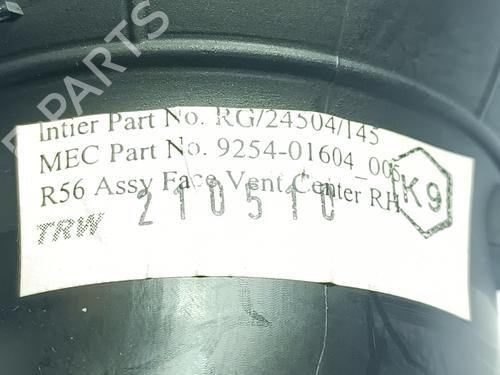 B PARTS
Intier Part No. RG/24504/145
MEC Part No. 9254-01604_005
R56 Assy Face Vent Center RH
K9
TRW 210510